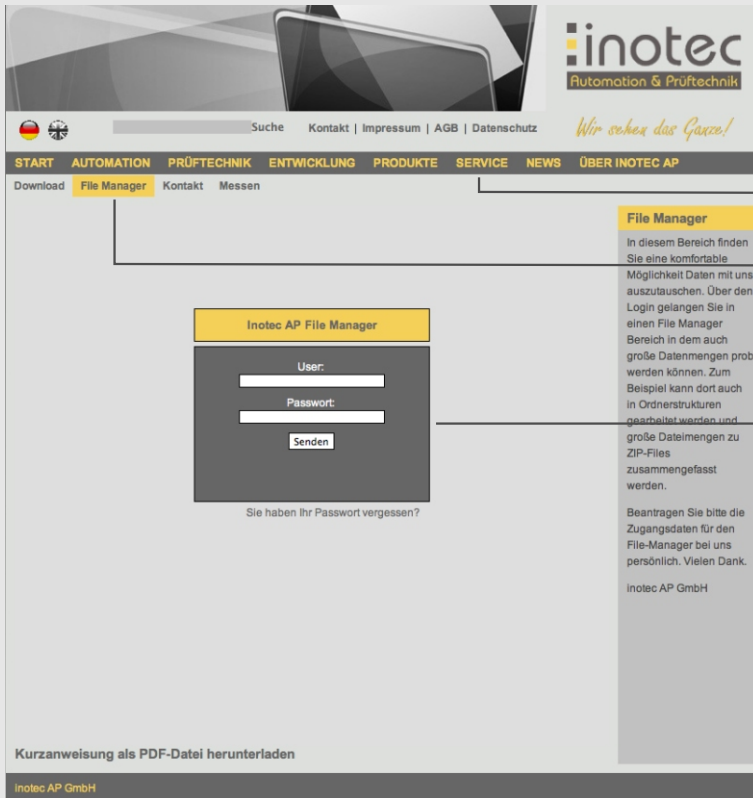 inotec
Automation & Prüftechnik
Suche Kontakt | Impressum | AGB | Datenschutz
Wir sehen das Ganze!
START AUTOMATION PRÜFTECHNIK ENTWICKLUNG PRODUKTE SERVICE NEWS ÜBER INOTEC AP
Download File Manager Kontakt Messen
Inotec AP File Manager
User:
Passwort:
Senden
Sie haben Ihr Passwort vergessen?
File Manager
In diesem Bereich finden
Sie eine komfortable
Möglichkeit Daten mit uns
auszutauschen. Über den
Login gelangen Sie in
einen File Manager
Bereich in dem auch
große Datenmengen prob
werden können. Zum
Beispiel kann dort auch
in Ordnerstrukturen
gearbeitet werden und
große Dateimengen zu
ZIP-Files
zusammengefasst
werden.
Beantragen Sie bitte die
Zugangsdaten für den
File-Manager bei uns
persönlich. Vielen Dank.
inotec AP GmbH
Kurzanweisung als PDF-Datei herunterladen
inotec AP GmbH